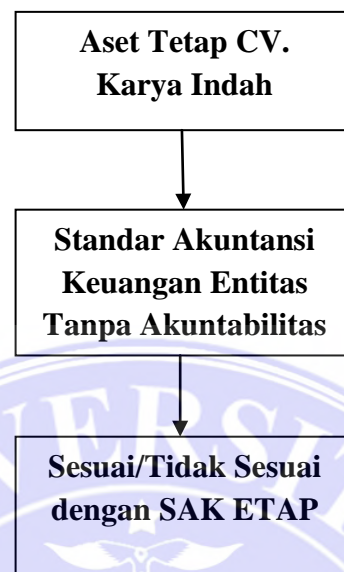 Aset Tetap CV.
Karya Indah
Standar Akuntansi
Keuangan Entitas
Tanpa Akuntabilitas
Sesuai/Tidak Sesuai
dengan SAK ETAP